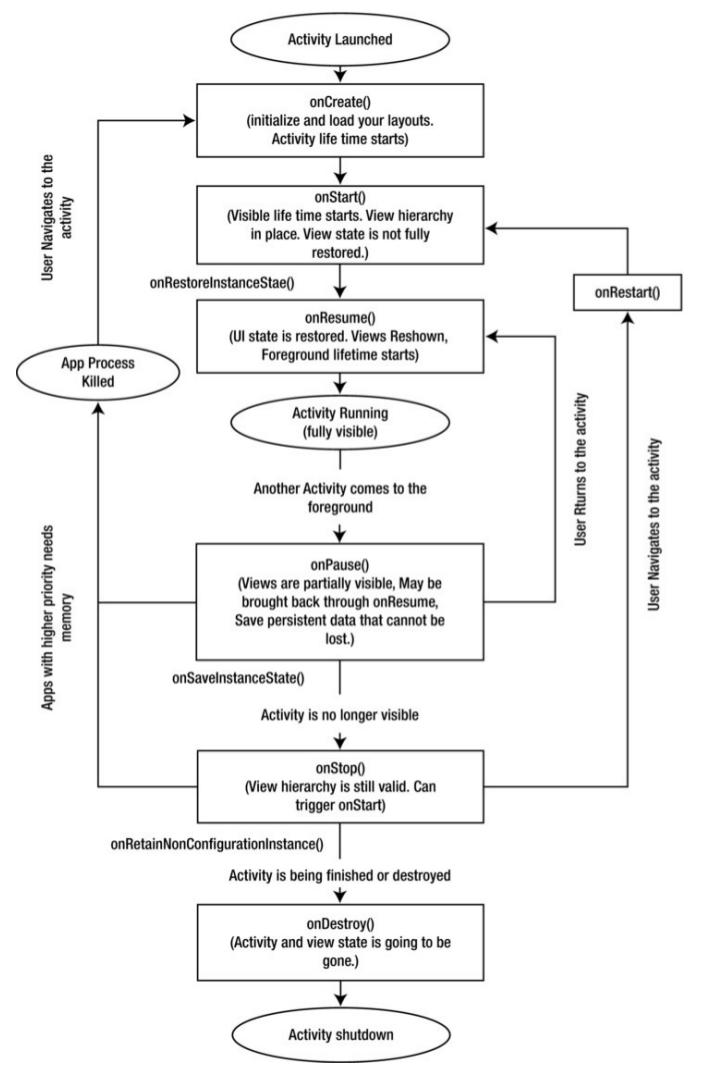 Activity Launched
onCreate()
(initialize and load your layouts.
Activity life time starts)
User Navigates to the
activity
onStart()
(Visible life time starts. View hierarchy
in place. View state is not fully
restored.)
onRestoreInstanceStae()
onRestart()
onResume()
(UI state is restored. Views Reshown,
Foreground lifetime starts)
App Process
Killed
Activity Running
(fully visible)
Another Activity comes to the
foreground
User Rturns to the activity
User Navigates to the activity
onPause()
(Views are partially visible, May be
brought back through onResume,
Save persistent data that cannot be
lost.)
Apps with higher priority needs
memory
onSaveInstanceState()
Activity is no longer visible
onStop()
(View hierarchy is still valid. Can
trigger onStart)
onRetainNonConfigurationInstance()
Activity is being finished or destroyed
onDestroy()
(Activity and view state is going to be
gone.)
Activity shutdown